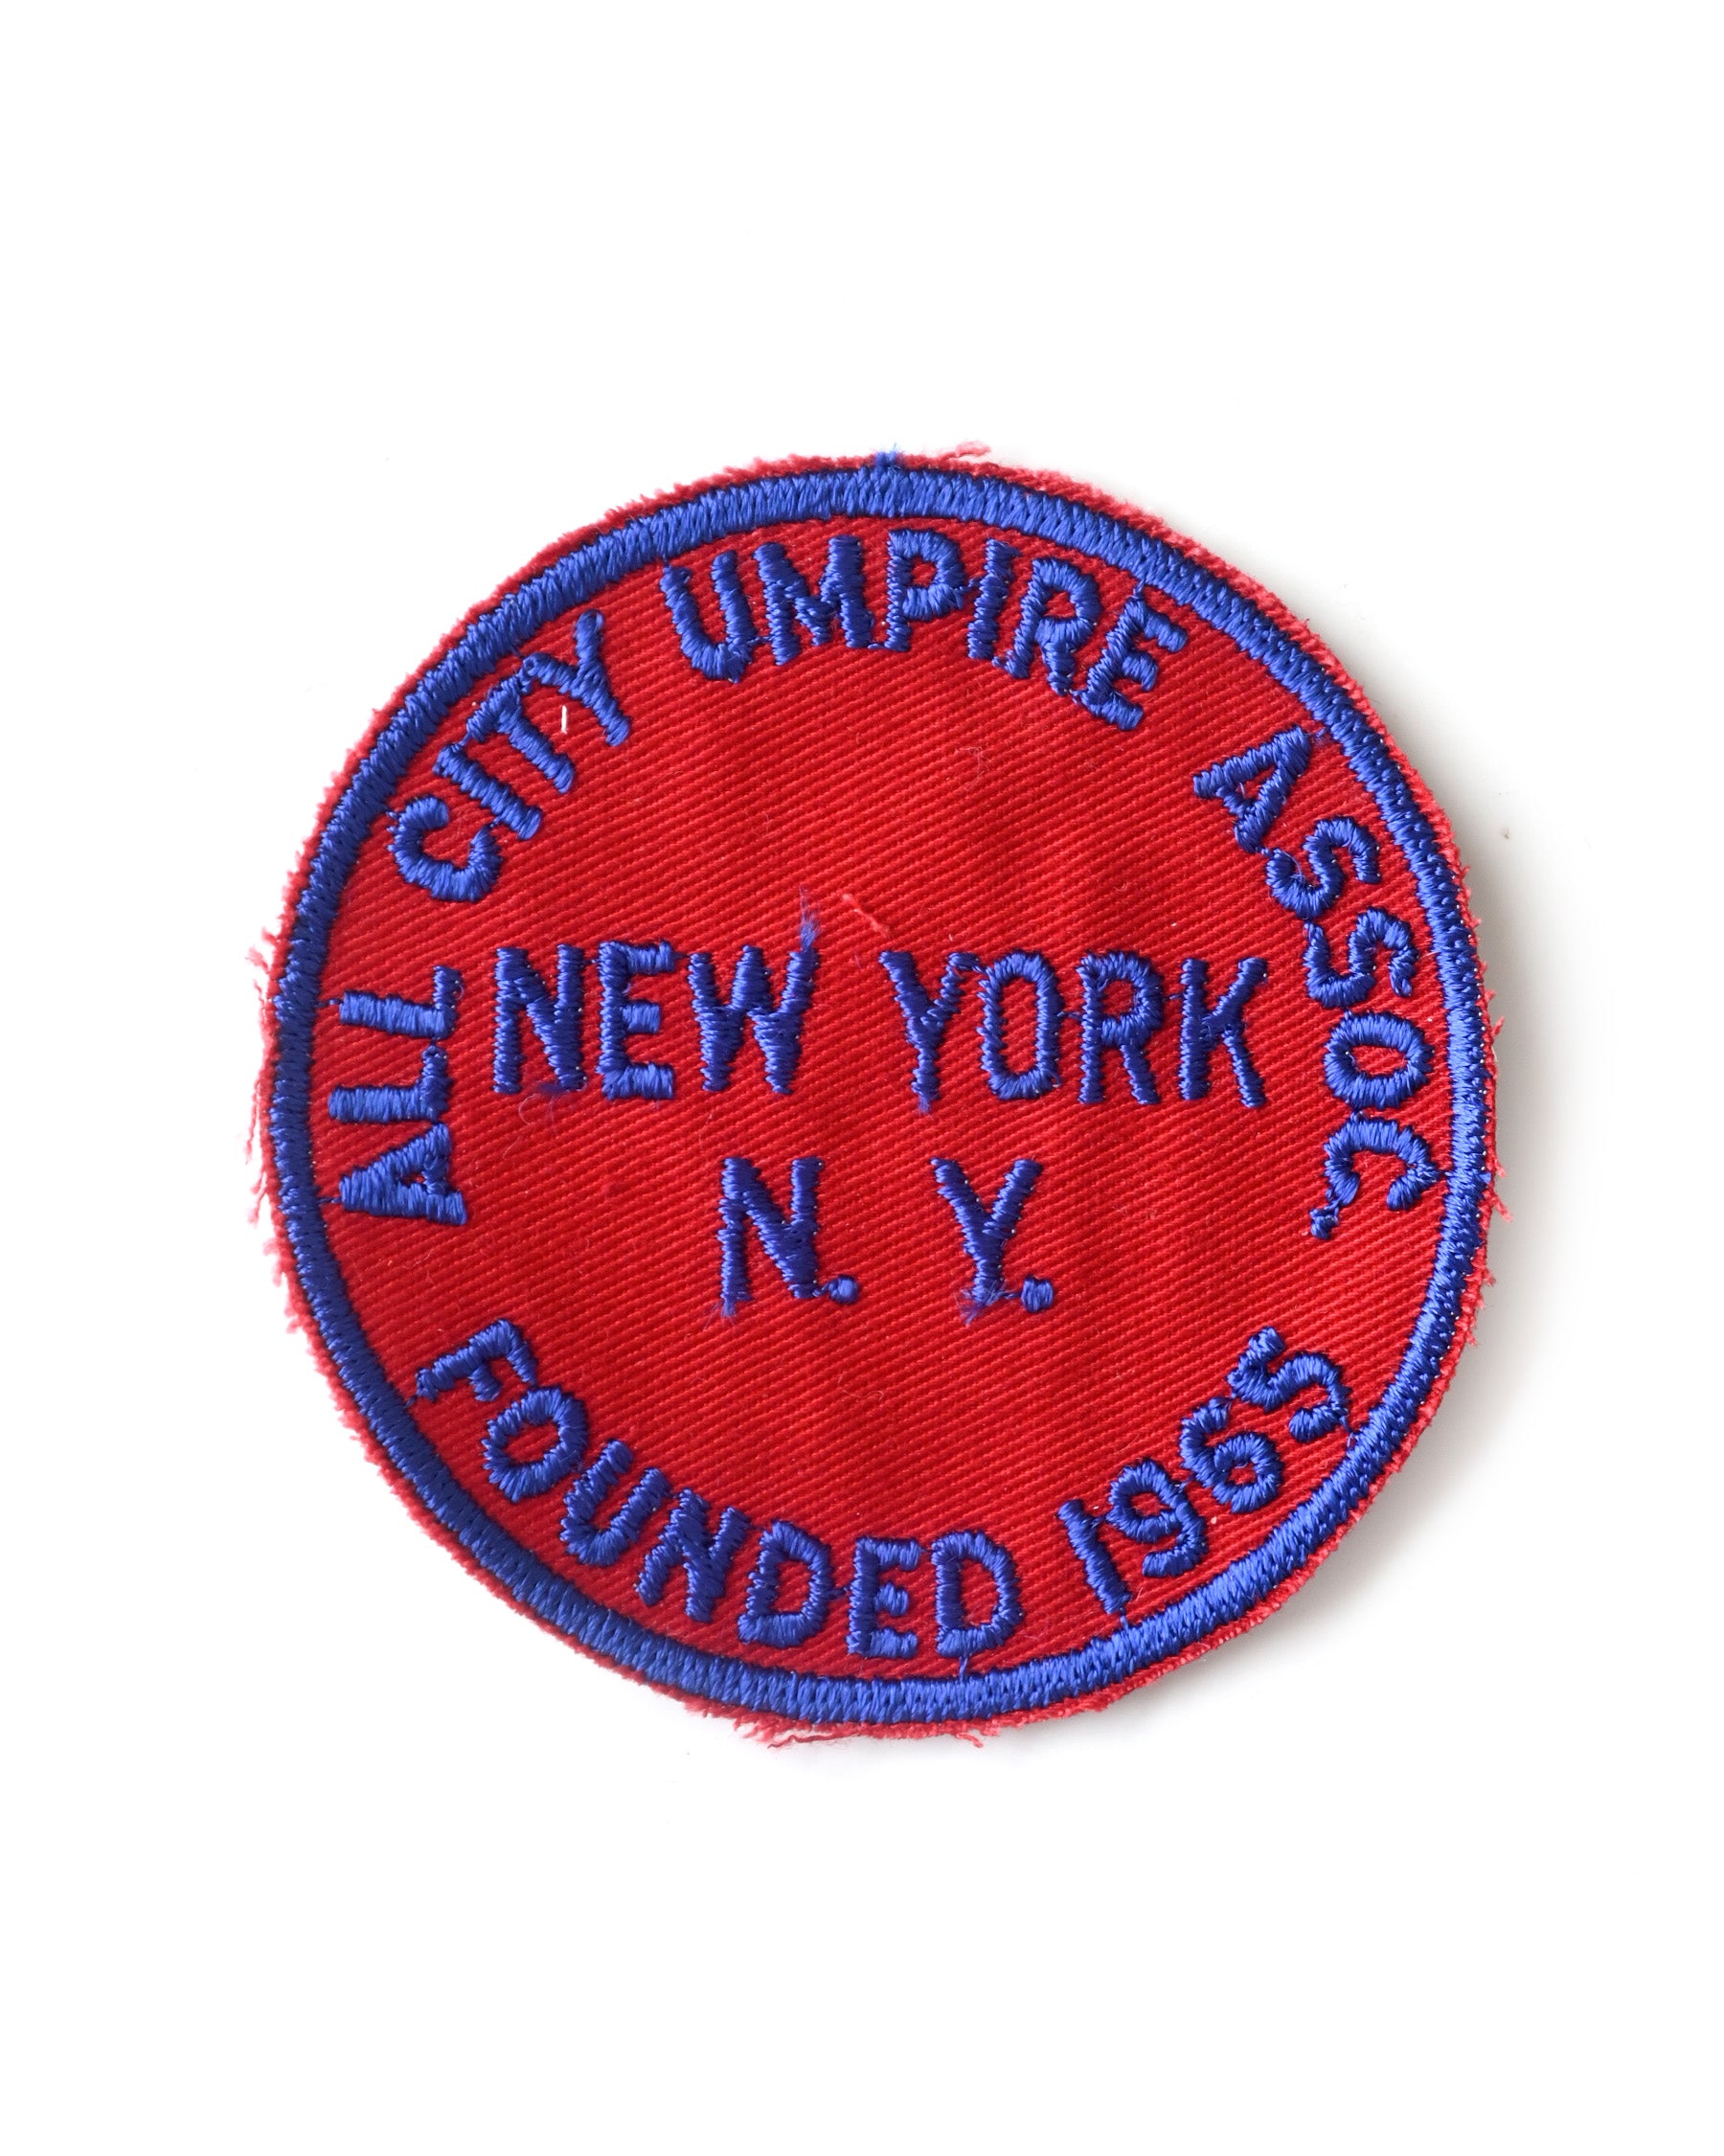 ALL CITY UMPIRE ASSOC.
NEW YORK
N. Y.
FOUNDED 1965